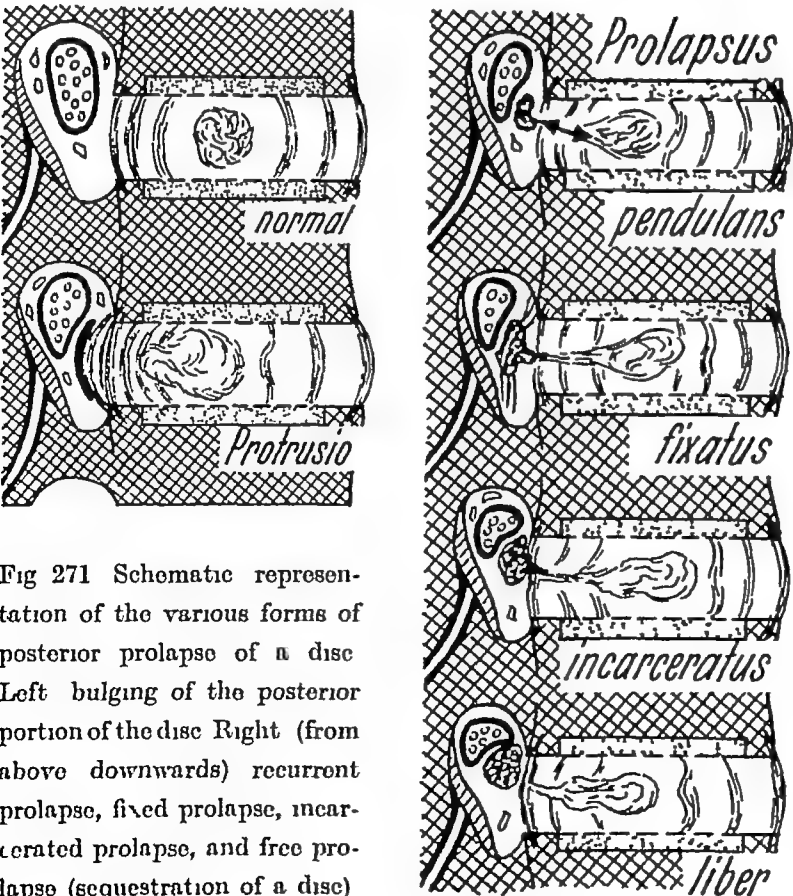 normal
Protrusio
Fig 271 Schematic represen-
tation of the various forms of
posterior prolapse of a disc
Left bulging of the posterior
portion of the disc Right (from
above downwards) recurrent
prolapse, fixed prolapse, incar-
cerated prolapse, and free pro-
lapse (sequestration of a disc)
Prolapsus
pendulans
fixatus
incarceratus
liber